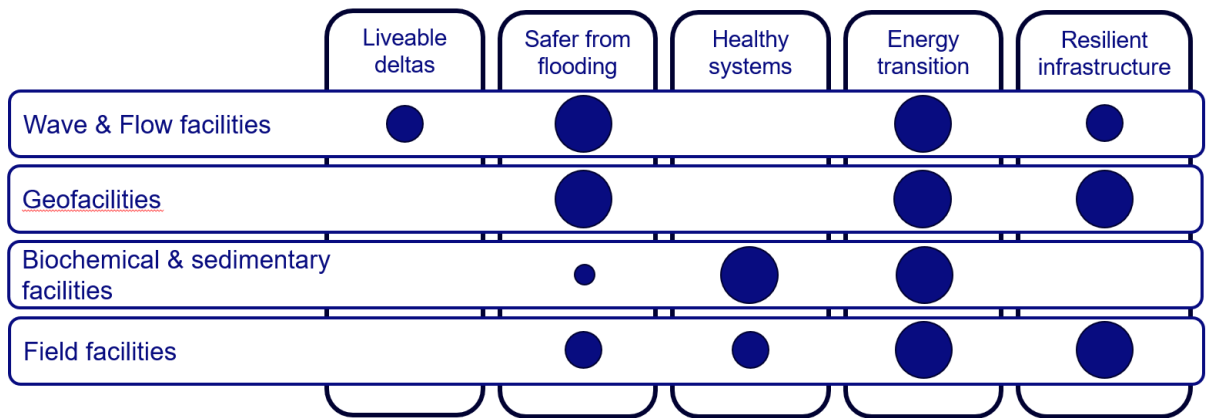 Liveable
deltas
Safer from
flooding
Healthy
systems
Energy
transition
Resilient
infrastructure
Wave & Flow facilities
Geofacilities
Biochemical & sedimentary
facilities
Field facilities